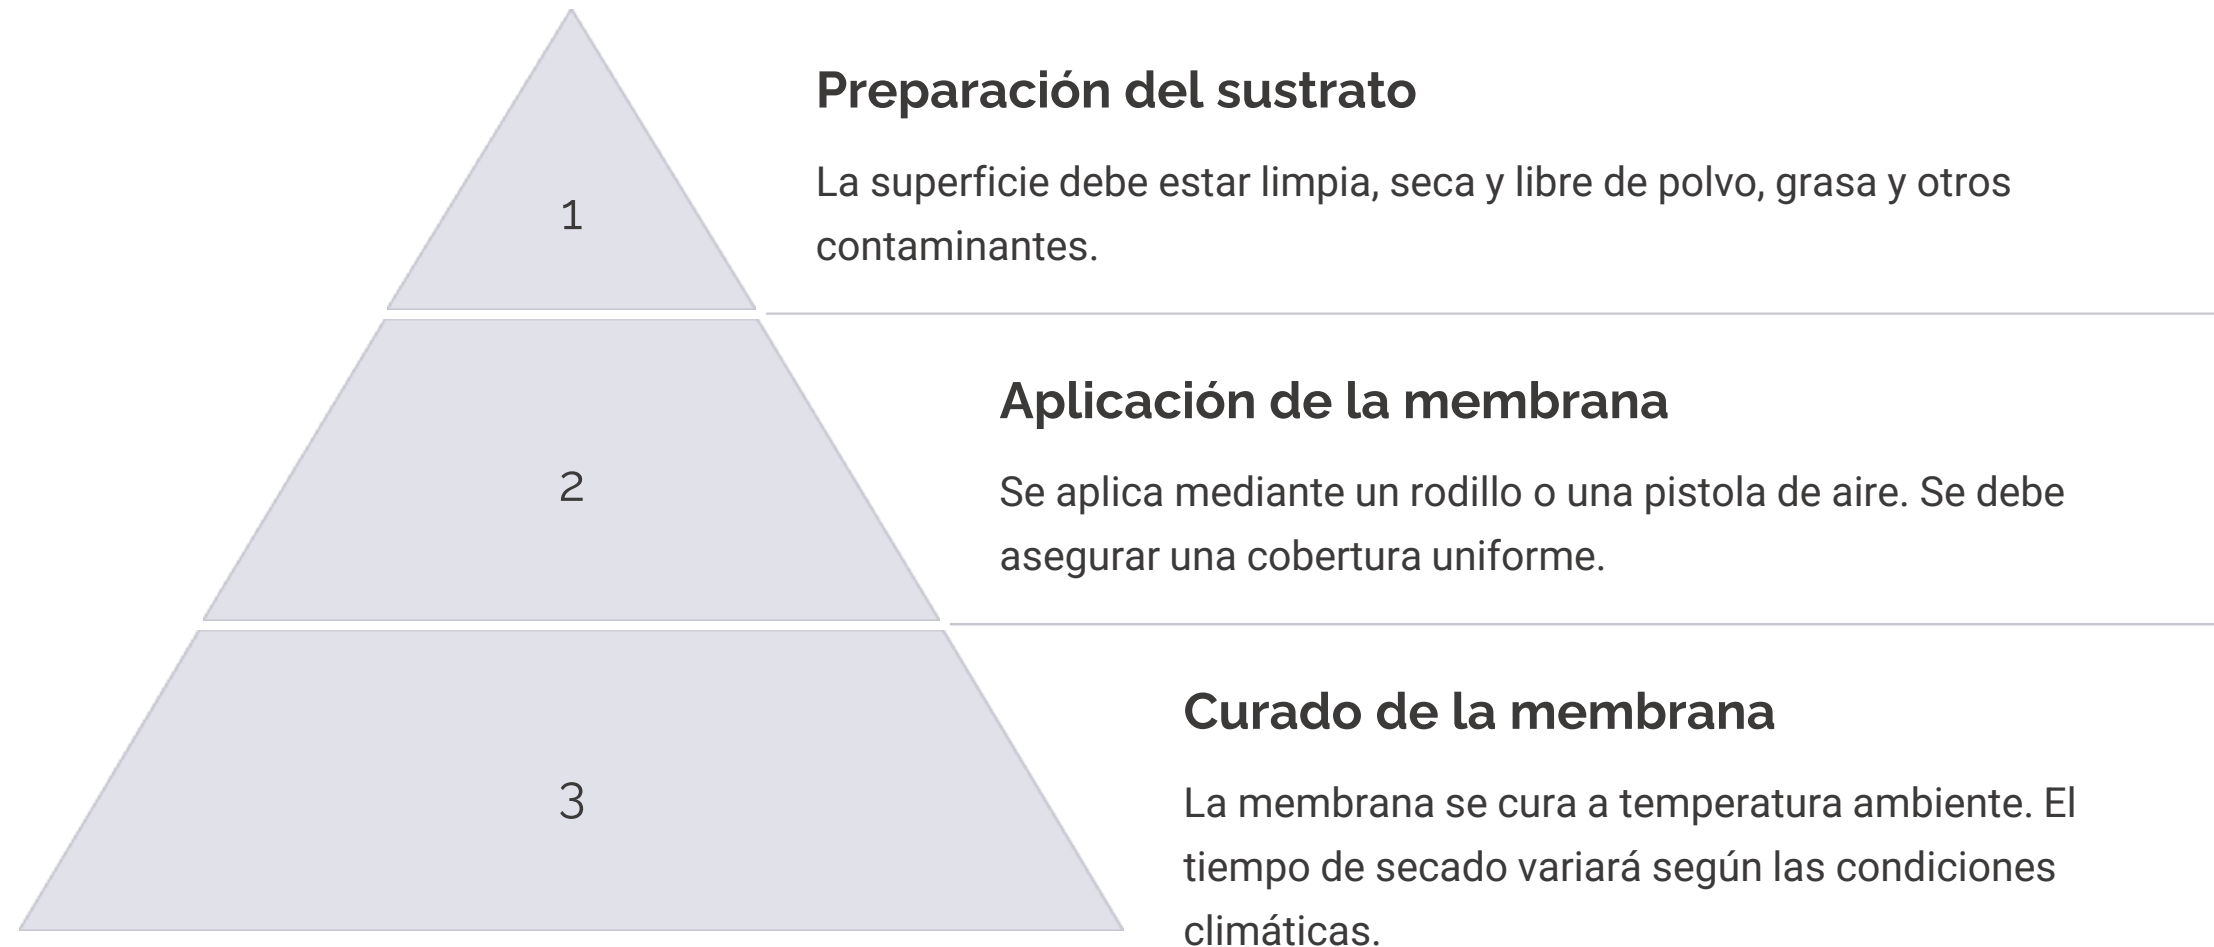 1
Preparación del sustrato
La superficie debe estar limpia, seca y libre de polvo, grasa y otros
contaminantes.
2
Aplicación de la membrana
Se aplica mediante un rodillo o una pistola de aire. Se debe
asegurar una cobertura uniforme.
3
Curado de la membrana
La membrana se cura a temperatura ambiente. El
tiempo de secado variará según las condiciones
climáticas.